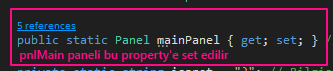 5 references
public static Panel mainPanel { get; set; } /
pnlMain paneli bu property'e set edilir